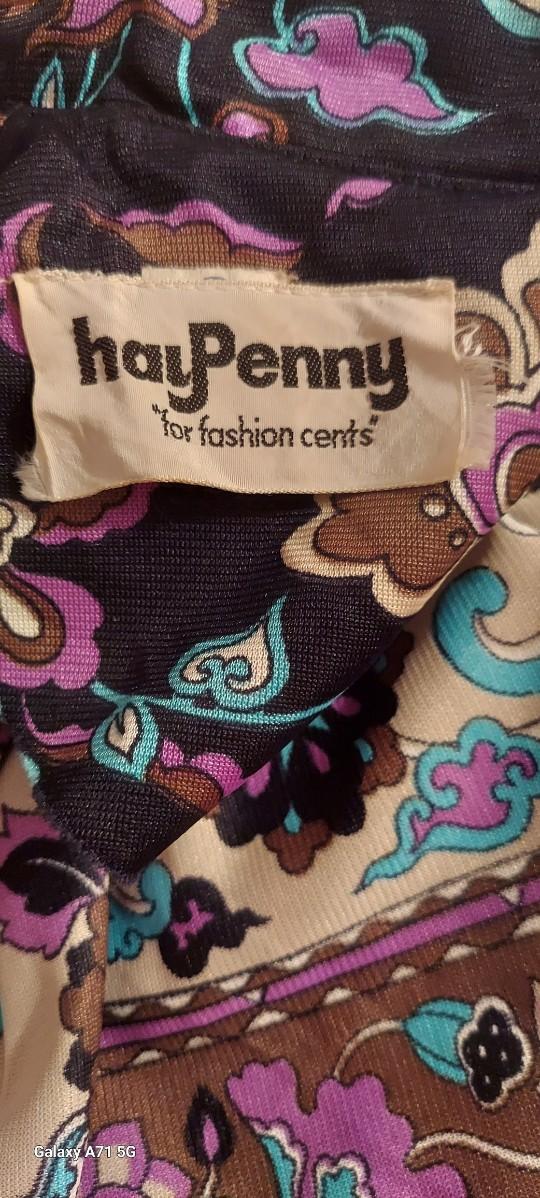 hayPenny
"for fashion cents"
Galaxy A71 5G